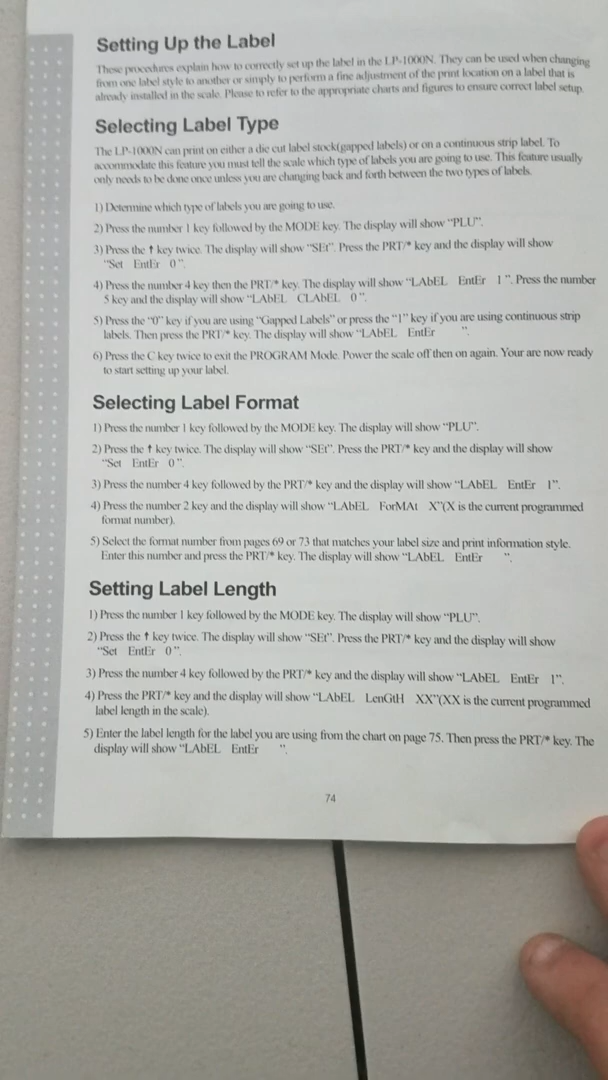 Setting Up the Label
These procedures explain how to correctly set up the label in the LP-1000N. They can be used when changing
from one label style to another or simply to perform a fine adjustment of the print location on a label that is
already installed in the scale. Please to refer to the appropriate charts and figures to ensure correct label setup.
Selecting Label Type
The LP-1000N can print on either a die cut label stock(gapped labels) or on a continuous strip label. To
accommodate this feature you must tell the scale which type of labels you are going to use. This feature usually
only needs to be done once unless you are changing back and forth between the two types of labels.
1) Determine which type of labels you are going to use.
2) Press the number 1 key followed by the MODE key. The display will show “PLU”.
3) Press the ↑ key twice. The display will show “SEt”. Press the PRT/* key and the display will show
“Set EntEr 0 ”.
4) Press the number 4 key then the PRT/* key. The display will show “LAbEL EntEr 1 ”. Press the number
5 key and the display will show “LAbEL CLAbEL 0 ”.
5) Press the “0” key if you are using “Gapped Labels” or press the “1” key if you are using continuous strip
labels. Then press the PRT/* key. The display will show “LAbEL EntEr ”.
6) Press the C key twice to exit the PROGRAM Mode. Power the scale off then on again. Your are now ready
to start setting up your label.
Selecting Label Format
1) Press the number 1 key followed by the MODE key. The display will show “PLU”.
2) Press the ↑ key twice. The display will show “SEt”. Press the PRT/* key and the display will show
“Set EntEr 0 ”.
3) Press the number 4 key followed by the PRT/* key and the display will show “LAbEL EntEr 1”.
4) Press the number 2 key and the display will show “LAbEL ForMAt X”(X is the current programmed
format number).
5) Select the format number from pages 69 or 73 that matches your label size and print information style.
Enter this number and press the PRT/* key. The display will show “LAbEL EntEr ”.
Setting Label Length
1) Press the number 1 key followed by the MODE key. The display will show “PLU”.
2) Press the ↑ key twice. The display will show “SEt”. Press the PRT/* key and the display will show
“Set EntEr 0 ”.
3) Press the number 4 key followed by the PRT/* key and the display will show “LAbEL EntEr 1”.
4) Press the PRT/* key and the display will show “LAbEL LenGtH XX”(XX is the current programmed
label length in the scale).
5) Enter the label length for the label you are using from the chart on page 75. Then press the PRT/* key. The
display will show “LAbEL EntEr ”.
74